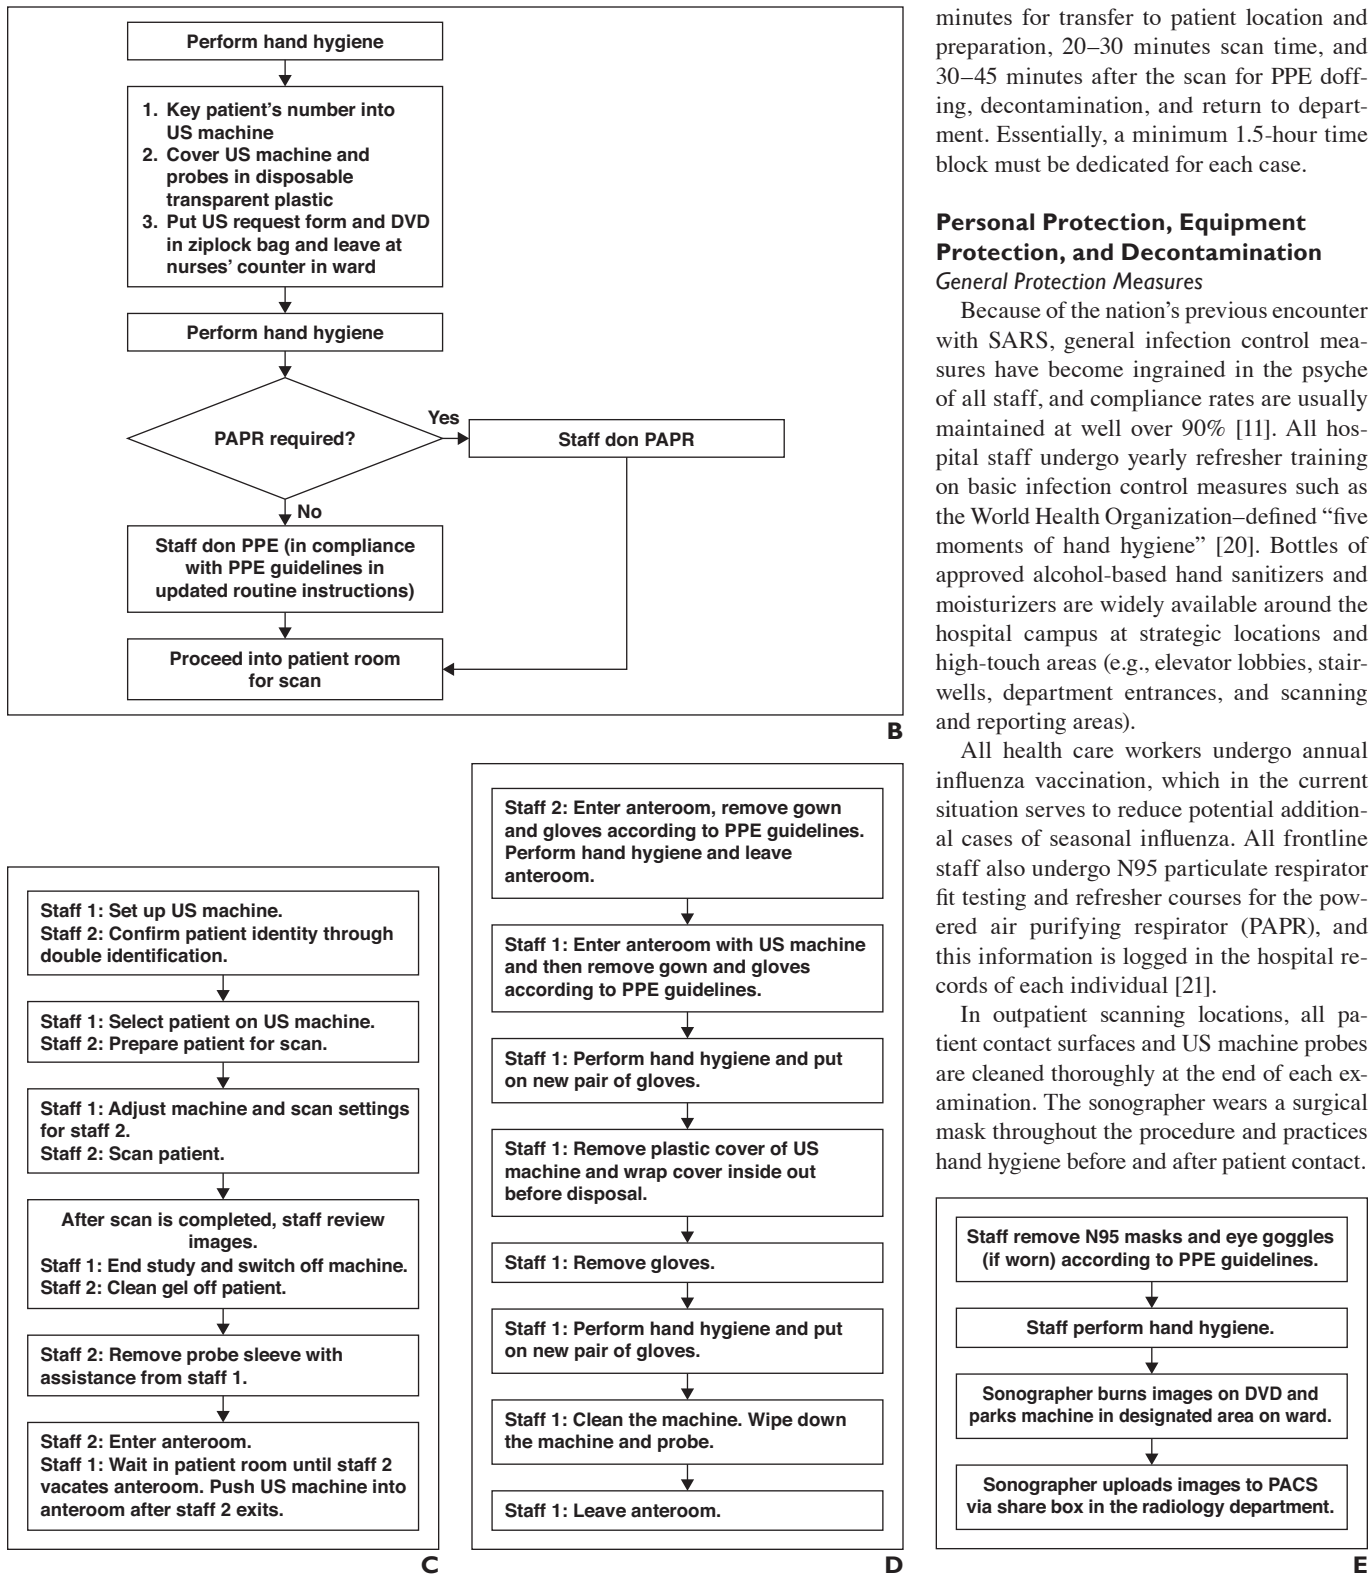 Perform hand hygiene
1. Key patient's number into
US machine
2. Cover US machine and
probes in disposable
transparent plastic
3. Put US request form and DVD
in ziplock bag and leave at
nurses' counter in ward
Perform hand hygiene
PAPR required?
Yes
Staff don PAPR
No
Staff don PPE (in compliance
with PPE guidelines in
updated routine instructions)
Proceed into patient room
for scan
B
Staff 1: Set up US machine.
Staff 2: Confirm patient identity through
double identification.
Staff 1: Select patient on US machine.
Staff 2: Prepare patient for scan.
Staff 1: Adjust machine and scan settings
for staff 2.
Staff 2: Scan patient.
After scan is completed, staff review
images.
Staff 1: End study and switch off machine.
Staff 2: Clean gel off patient.
Staff 2: Remove probe sleeve with
assistance from staff 1.
Staff 2: Enter anteroom.
Staff 1: Wait in patient room until staff 2
vacates anteroom. Push US machine into
anteroom after staff 2 exits.
C
Staff 2: Enter anteroom, remove gown
and gloves according to PPE guidelines.
Perform hand hygiene and leave
anteroom.
Staff 1: Enter anteroom with US machine
and then remove gown and gloves
according to PPE guidelines.
Staff 1: Perform hand hygiene and put
on new pair of gloves.
Staff 1: Remove plastic cover of US
machine and wrap cover inside out
before disposal.
Staff 1: Remove gloves.
Staff 1: Perform hand hygiene and put
on new pair of gloves.
Staff 1: Clean the machine. Wipe down
the machine and probe.
Staff 1: Leave anteroom.
D
minutes for transfer to patient location and
preparation, 20–30 minutes scan time, and
30–45 minutes after the scan for PPE doff-
ing, decontamination, and return to depart-
ment. Essentially, a minimum 1.5-hour time
block must be dedicated for each case.
Personal Protection, Equipment
Protection, and Decontamination
General Protection Measures
Because of the nation's previous encounter
with SARS, general infection control mea-
sures have become ingrained in the psyche
of all staff, and compliance rates are usually
maintained at well over 90% [11]. All hos-
pital staff undergo yearly refresher training
on basic infection control measures such as
the World Health Organization–defined “five
moments of hand hygiene” [20]. Bottles of
approved alcohol-based hand sanitizers and
moisturizers are widely available around the
hospital campus at strategic locations and
high-touch areas (e.g., elevator lobbies, stair-
wells, department entrances, and scanning
and reporting areas).
All health care workers undergo annual
influenza vaccination, which in the current
situation serves to reduce potential addition-
al cases of seasonal influenza. All frontline
staff also undergo N95 particulate respirator
fit testing and refresher courses for the pow-
ered air purifying respirator (PAPR), and
this information is logged in the hospital re-
cords of each individual [21].
In outpatient scanning locations, all pa-
tient contact surfaces and US machine probes
are cleaned thoroughly at the end of each ex-
amination. The sonographer wears a surgical
mask throughout the procedure and practices
hand hygiene before and after patient contact.
Staff remove N95 masks and eye goggles
(if worn) according to PPE guidelines.
Staff perform hand hygiene.
Sonographer burns images on DVD and
parks machine in designated area on ward.
Sonographer uploads images to PACS
via share box in the radiology department.
E